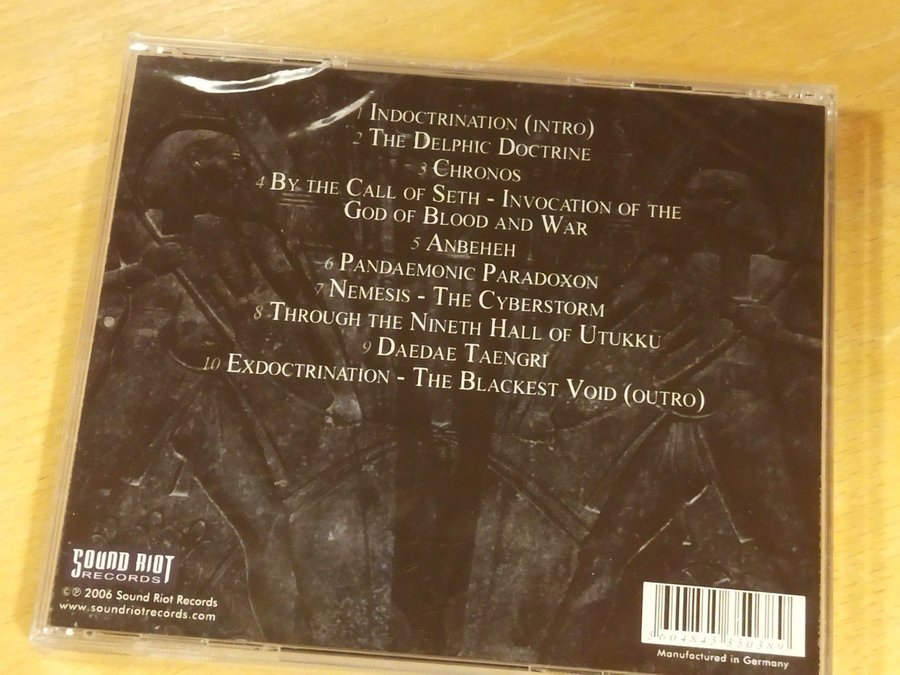 1 Indoctrination (intro)
2 The Delphic Doctrine
3 Chronos
4 By the Call of Seth - Invocation of the
God of Blood and War
5 Anbeheh
6 Pandaemonic Paradoxon
7 Nemesis - The Cyberstorm
8 Through the Nineth Hall of Utukku
9 Daedae Taengri
10 Exdoctrination - The Blackest Void (outro)
SOUND RIOT
RECORDS
©℗ 2006 Sound Riot Records
www.soundriotrecords.com
5 604845 350389
Manufactured in Germany